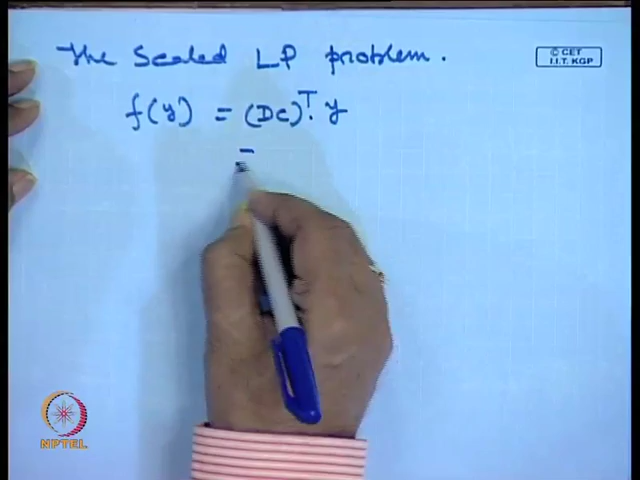 The Scaled LP problem.
© CET
I.I.T. KGP
f(y) = (Dc)ᵀ. y
NPTEL